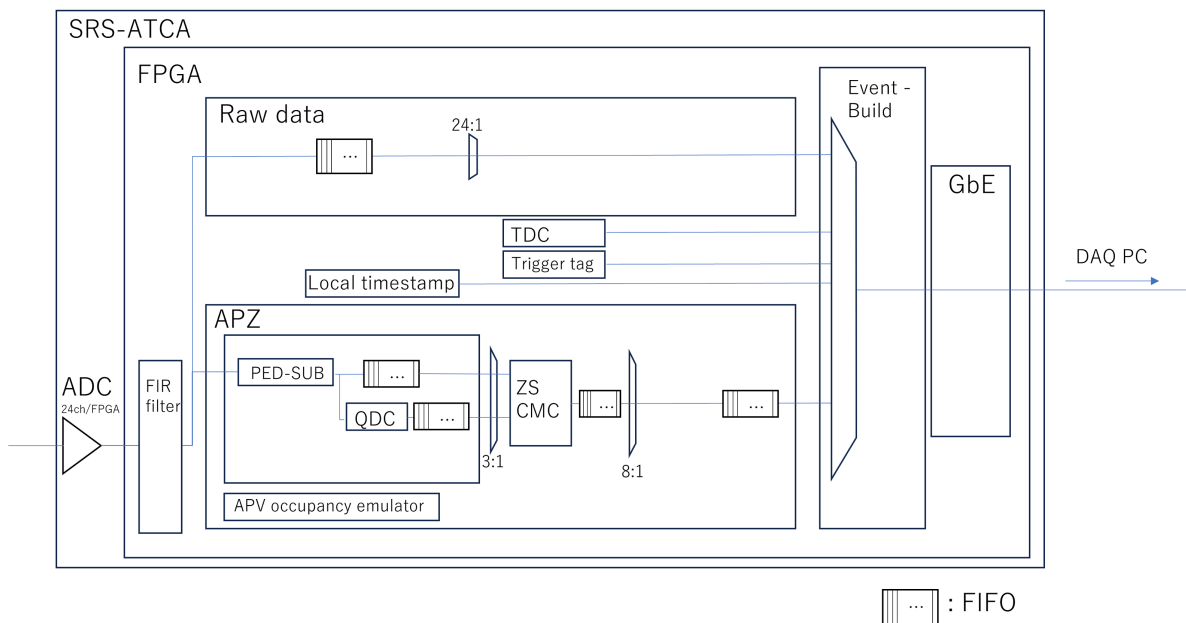 SRS-ATCA
FPGA
Raw data
...
24:1
Event -
Build
GbE
TDC
Trigger tag
Local timestamp
DAQ PC
APZ
PED-SUB
...
QDC
...
3:1
ZS
CMC
...
8:1
...
ADC
24ch/FPGA
FIR
filter
APV occupancy emulator
... : FIFO